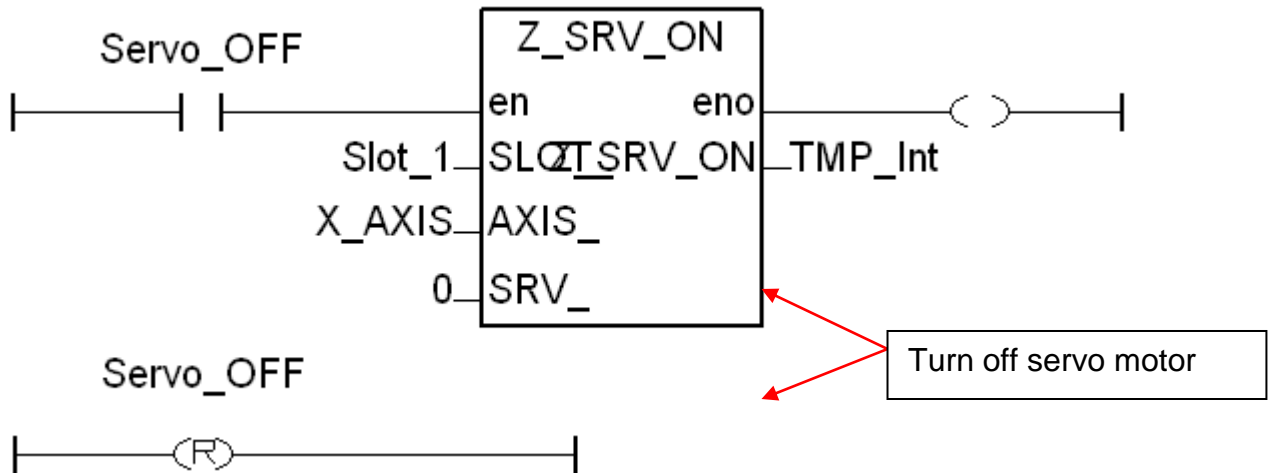 Servo_OFF
Z_SRV_ON
en eno
Slot_1 SLOT_ Z_SRV_ON TMP_Int
X_AXIS AXIS_
0 SRV_
Turn off servo motor
Servo_OFF
R